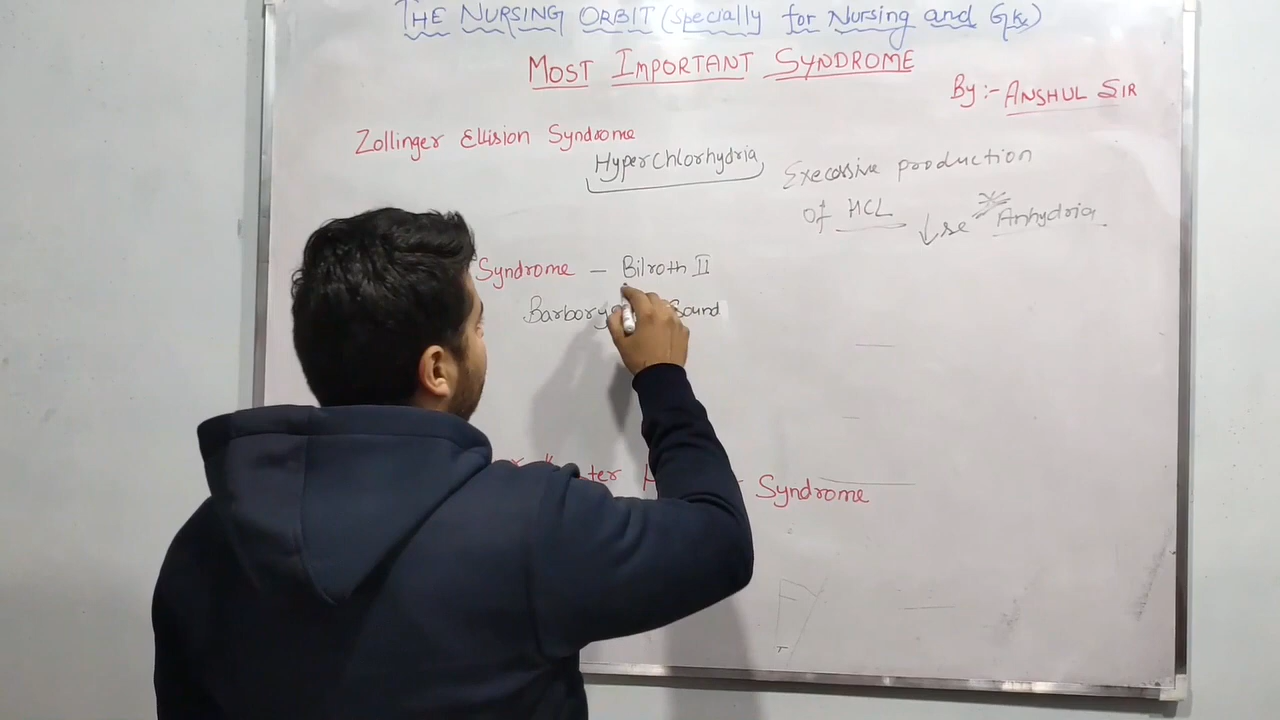 THE NURSING ORBIT (Specially for Nursing and GK)
MOST IMPORTANT SYNDROME
By:- ANSHUL SIR
Zollinger Ellision Syndrome
HyperChlorhydria
Execassive production
of HCL
↓se Anhydria
Syndrome - Bilroth II
Sound
Syndrome